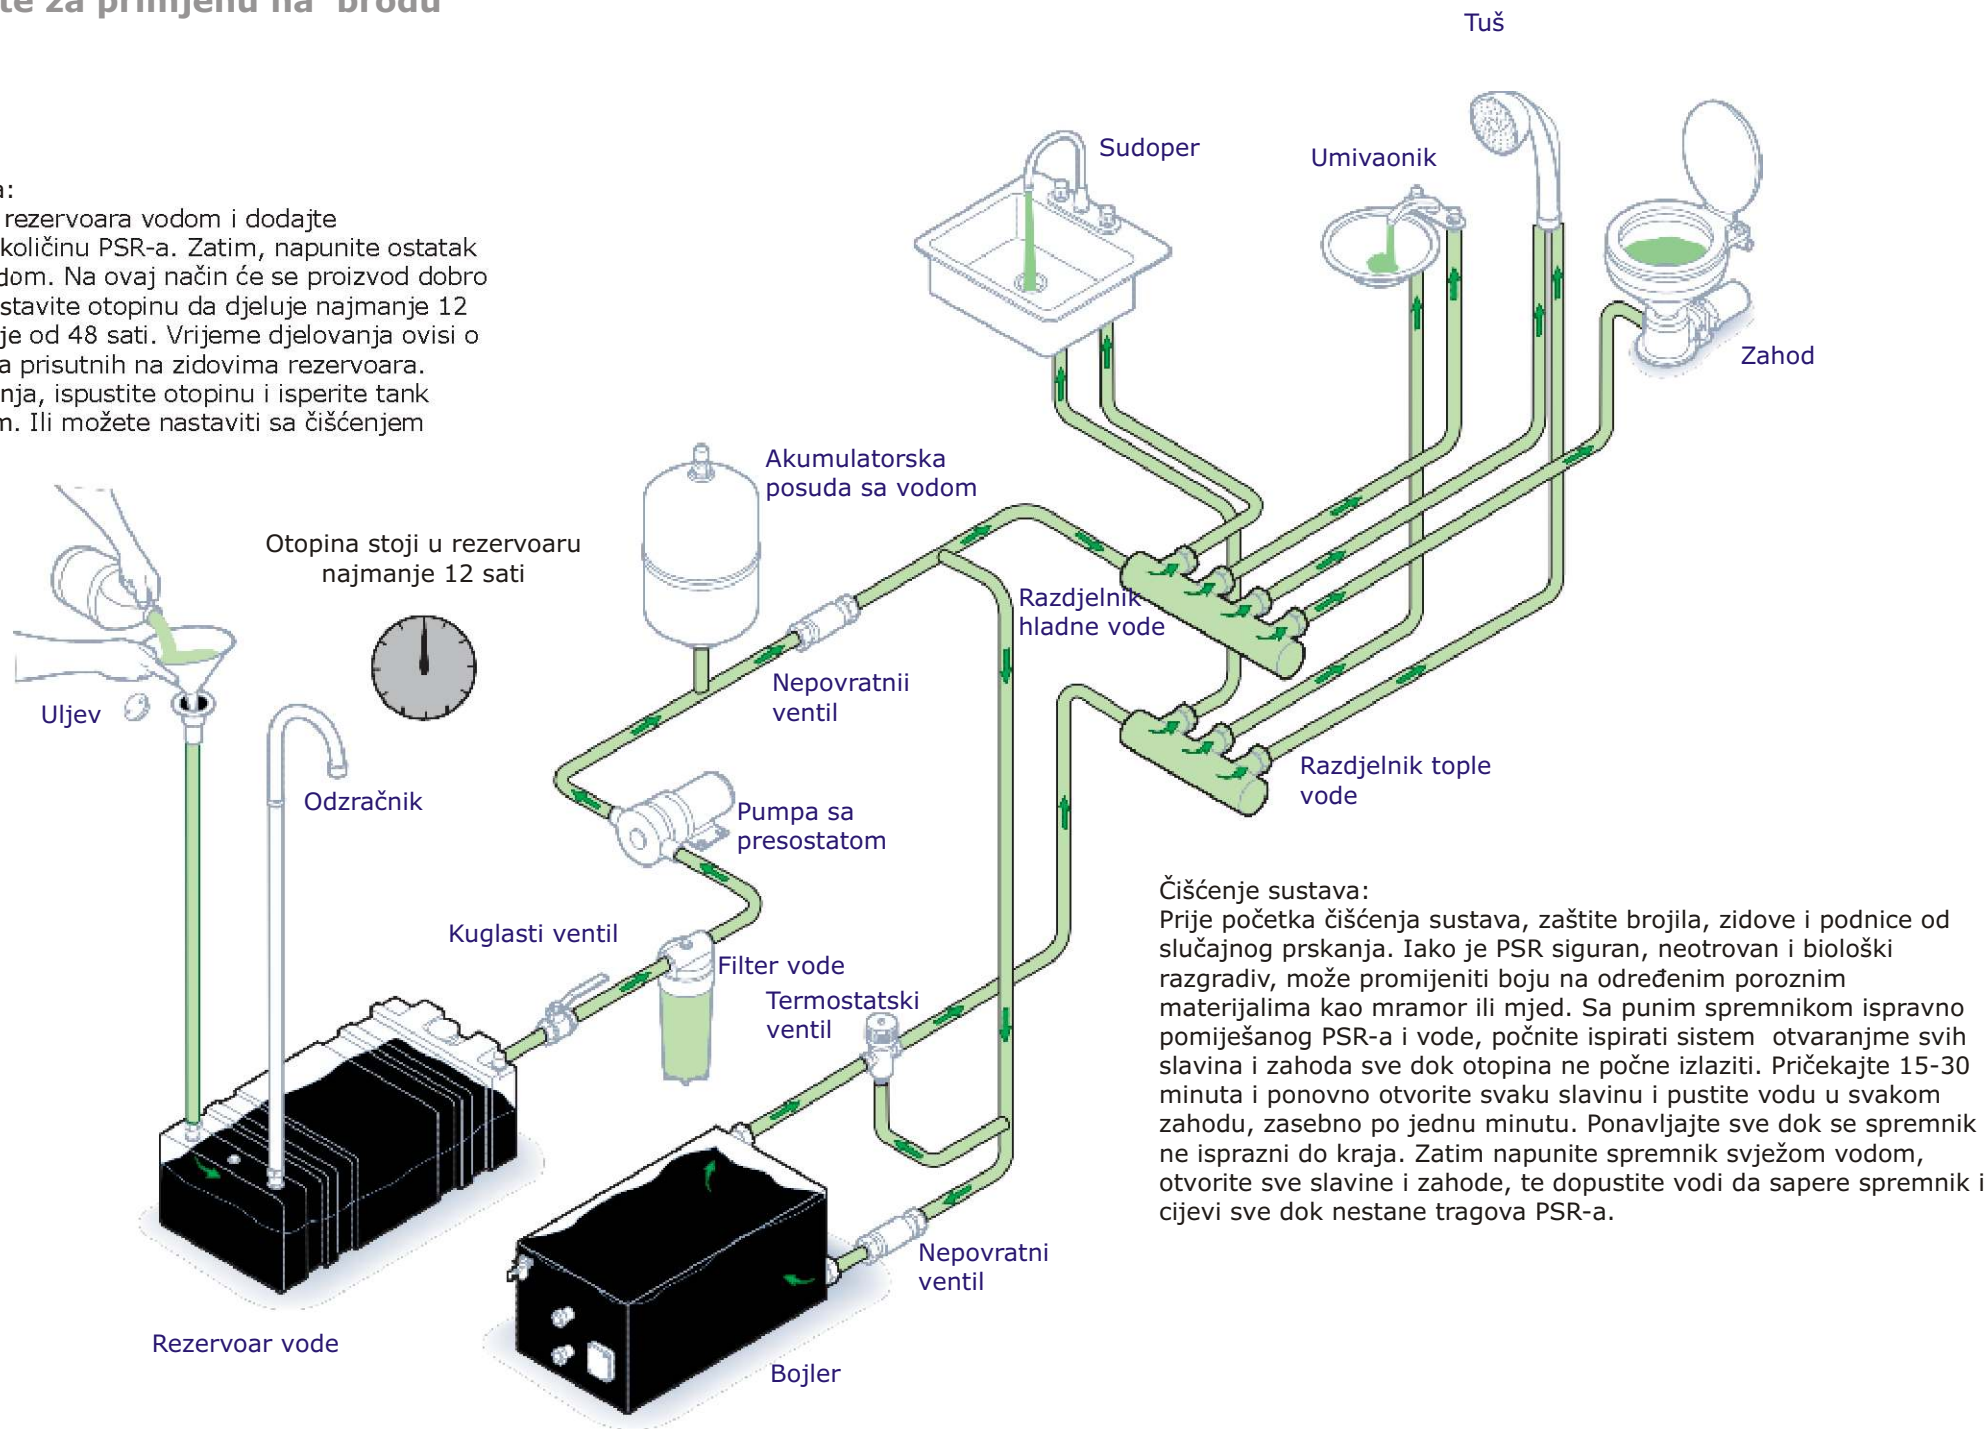 te za primjenu na brodu
Tuš
Sudoper
Umivaonik
Zahod
a:
rezervoara vodom i dodajte
količinu PSR-a. Zatim, napunite ostatak
dom. Na ovaj način će se proizvod dobro
stavite otopinu da djeluje najmanje 12
je od 48 sati. Vrijeme djelovanja ovisi o
a prisutnih na zidovima rezervoara.
nja, ispustite otopinu i isperite tank
m. Ili možete nastaviti sa čišćenjem
Akumulatorska
posuda sa vodom
Otopina stoji u rezervoaru
najmanje 12 sati
Razdjelnik
hladne vode
Nepovratnii
ventil
Uljev
Odzračnik
Razdjelnik tople
vode
Pumpa sa
presostatom
Kuglasti ventil
Filter vode
Termostatski
ventil
Čišćenje sustava:
Prije početka čišćenja sustava, zaštite brojila, zidove i podnice od
slučajnog prskanja. Iako je PSR siguran, neotrovan i biološki
razgradiv, može promijeniti boju na određenim poroznim
materijalima kao mramor ili mjed. Sa punim spremnikom ispravno
pomiješanog PSR-a i vode, počnite ispirati sistem otvaranjme svih
slavina i zahoda sve dok otopina ne počne izlaziti. Pričekajte 15-30
minuta i ponovno otvorite svaku slavinu i pustite vodu u svakom
zahodu, zasebno po jednu minutu. Ponavljajte sve dok se spremnik
ne isprazni do kraja. Zatim napunite spremnik svježom vodom,
otvorite sve slavine i zahode, te dopustite vodi da sapere spremnik i
cijevi sve dok nestane tragova PSR-a.
Nepovratni
ventil
Rezervoar vode
Bojler